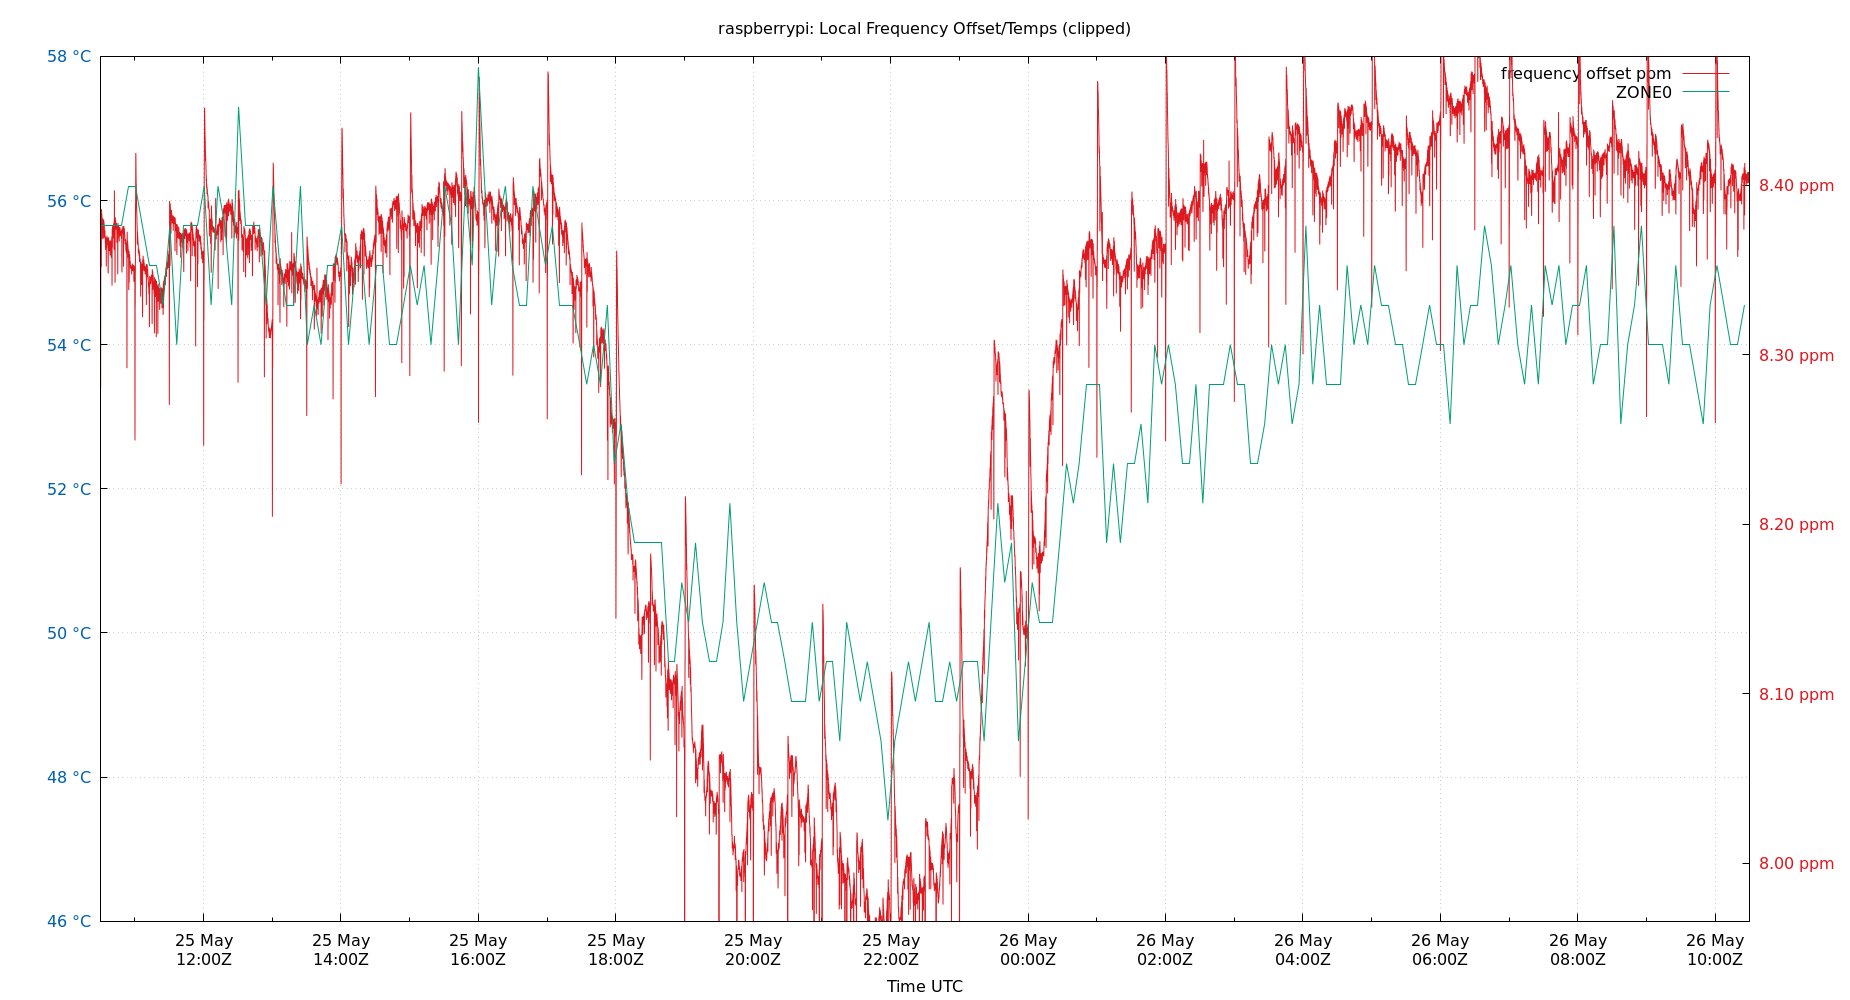 raspberrypi: Local Frequency Offset/Temps (clipped)
58 °C
56 °C
54 °C
52 °C
50 °C
48 °C
46 °C
frequency offset ppm
ZONE0
8.40 ppm
8.30 ppm
8.20 ppm
8.10 ppm
8.00 ppm
25 May
12:00Z
25 May
14:00Z
25 May
16:00Z
25 May
18:00Z
25 May
20:00Z
25 May
22:00Z
26 May
00:00Z
26 May
02:00Z
26 May
04:00Z
26 May
06:00Z
26 May
08:00Z
26 May
10:00Z
Time UTC